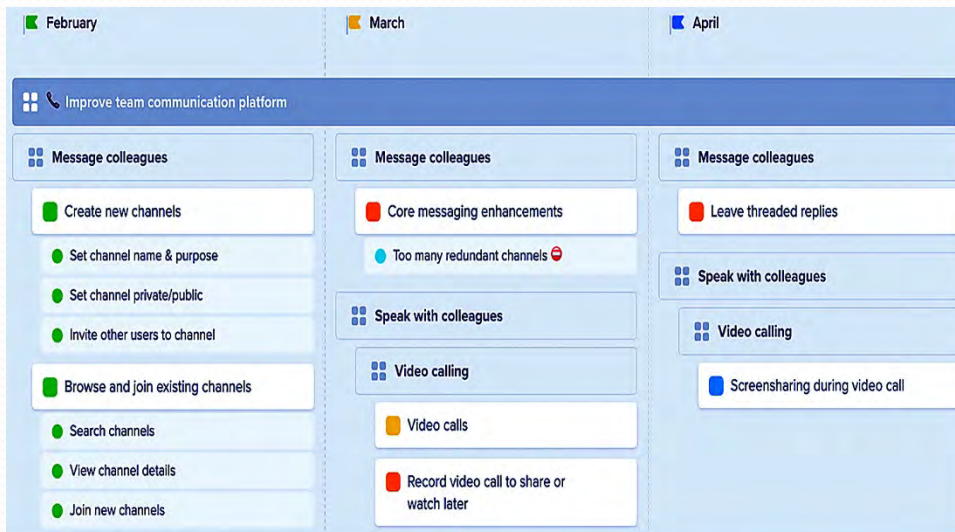 February
March
April
Improve team communication platform
Message colleagues
Create new channels
Set channel name & purpose
Set channel private/public
Invite other users to channel
Browse and join existing channels
Search channels
View channel details
Join new channels
Message colleagues
Core messaging enhancements
Too many redundant channels
Speak with colleagues
Video calling
Video calls
Record video call to share or
watch later
Message colleagues
Leave threaded replies
Speak with colleagues
Video calling
Screensharing during video call